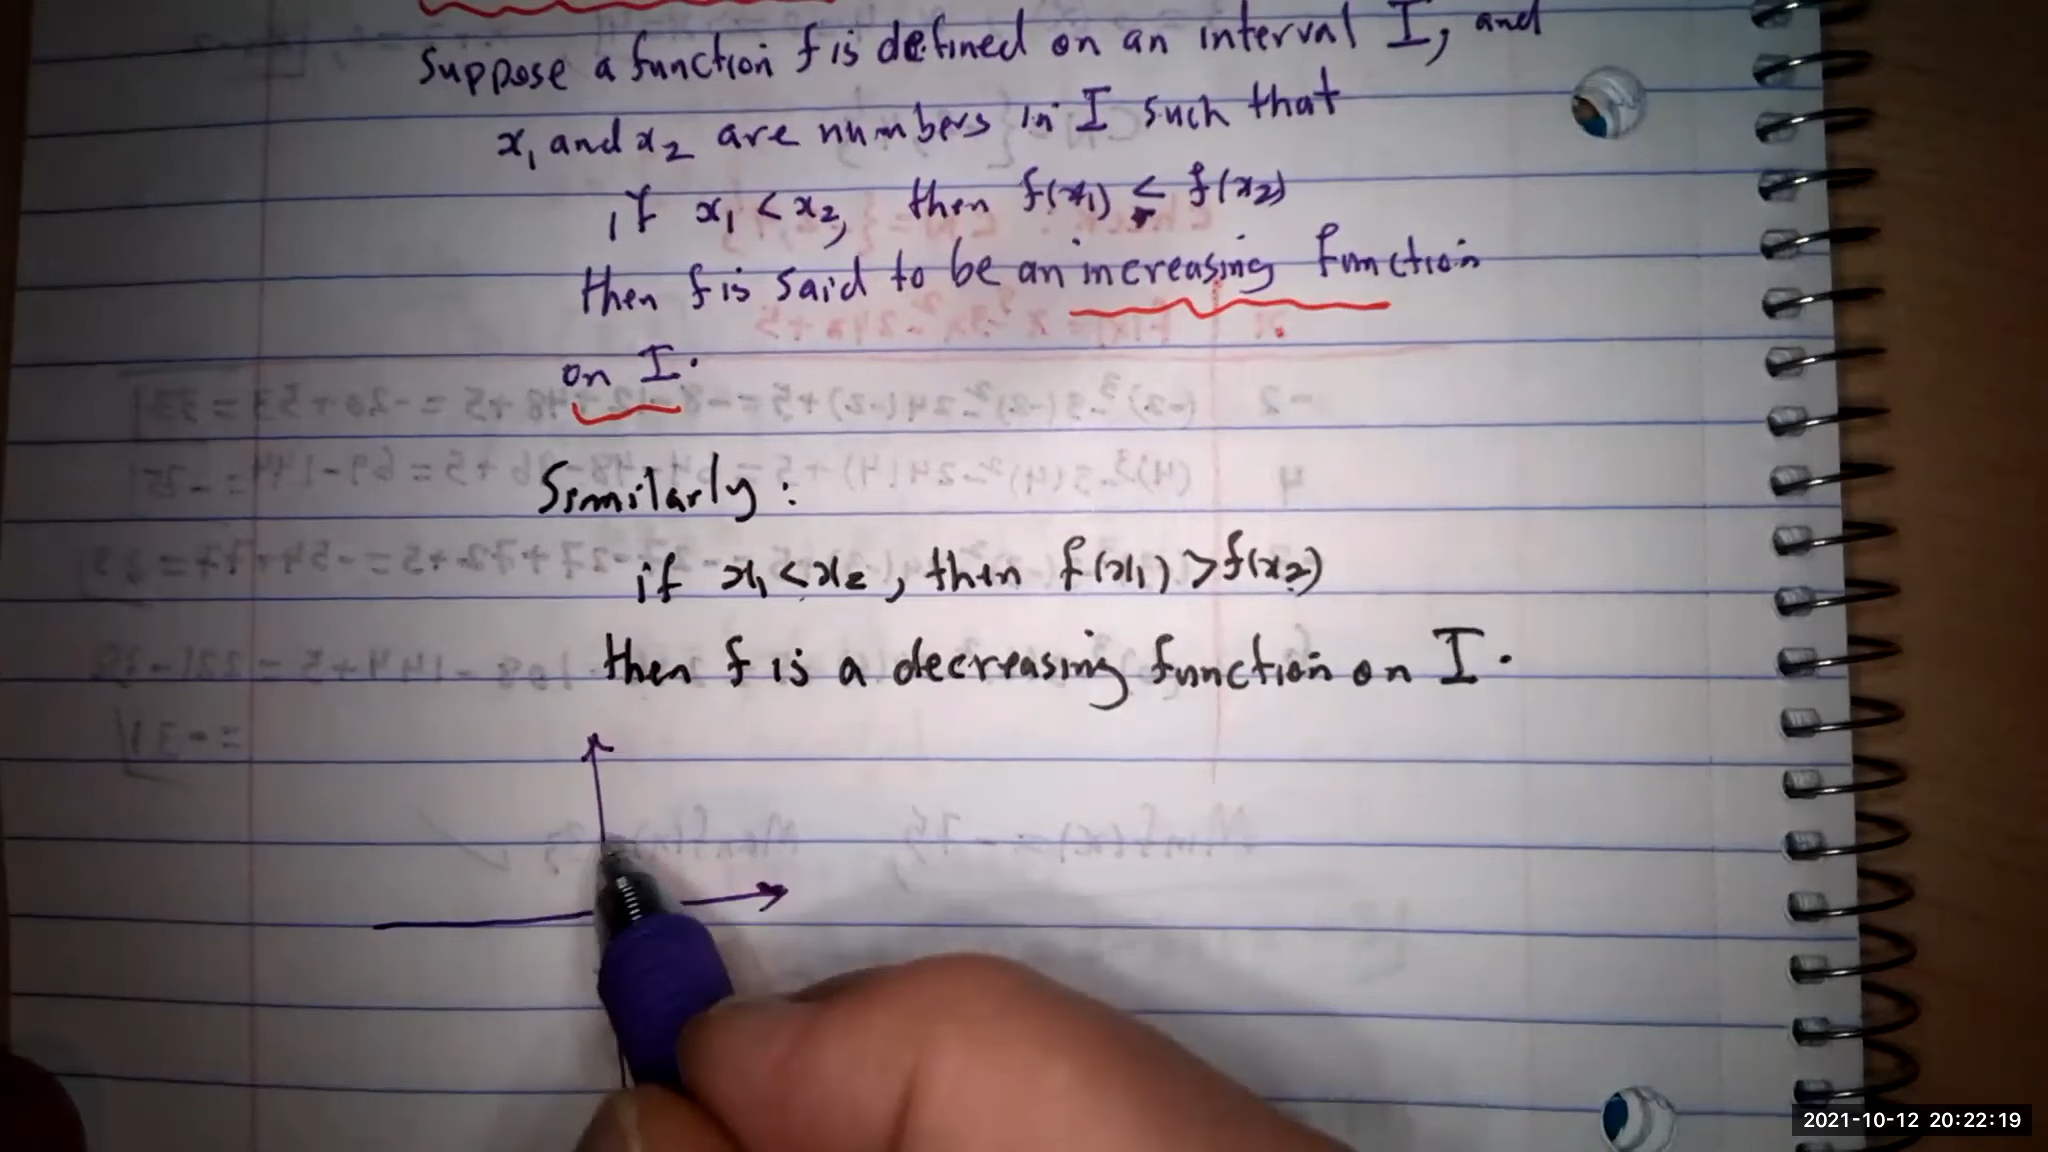 Suppose a function f is defined on an interval I, and
x₁ and x₂ are numbers in I such that
if x₁ < x₂, then f(x₁) ≤ f(x₂)
then f is said to be an increasing function
on I.
Similarly:
if x₁ < x₂, then f(x₁) > f(x₂)
then f is a decreasing function on I.
2021-10-12 20:22:19